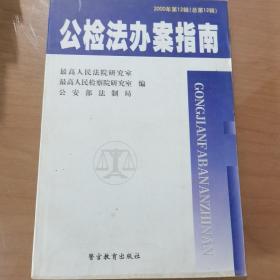 2000年第12辑(总第12辑)
公检法办案指南
最高人民法院研究室
最高人民检察院研究室 编
公安部法制局
GONGJIANFABANANZHINAN
警官教育出版社